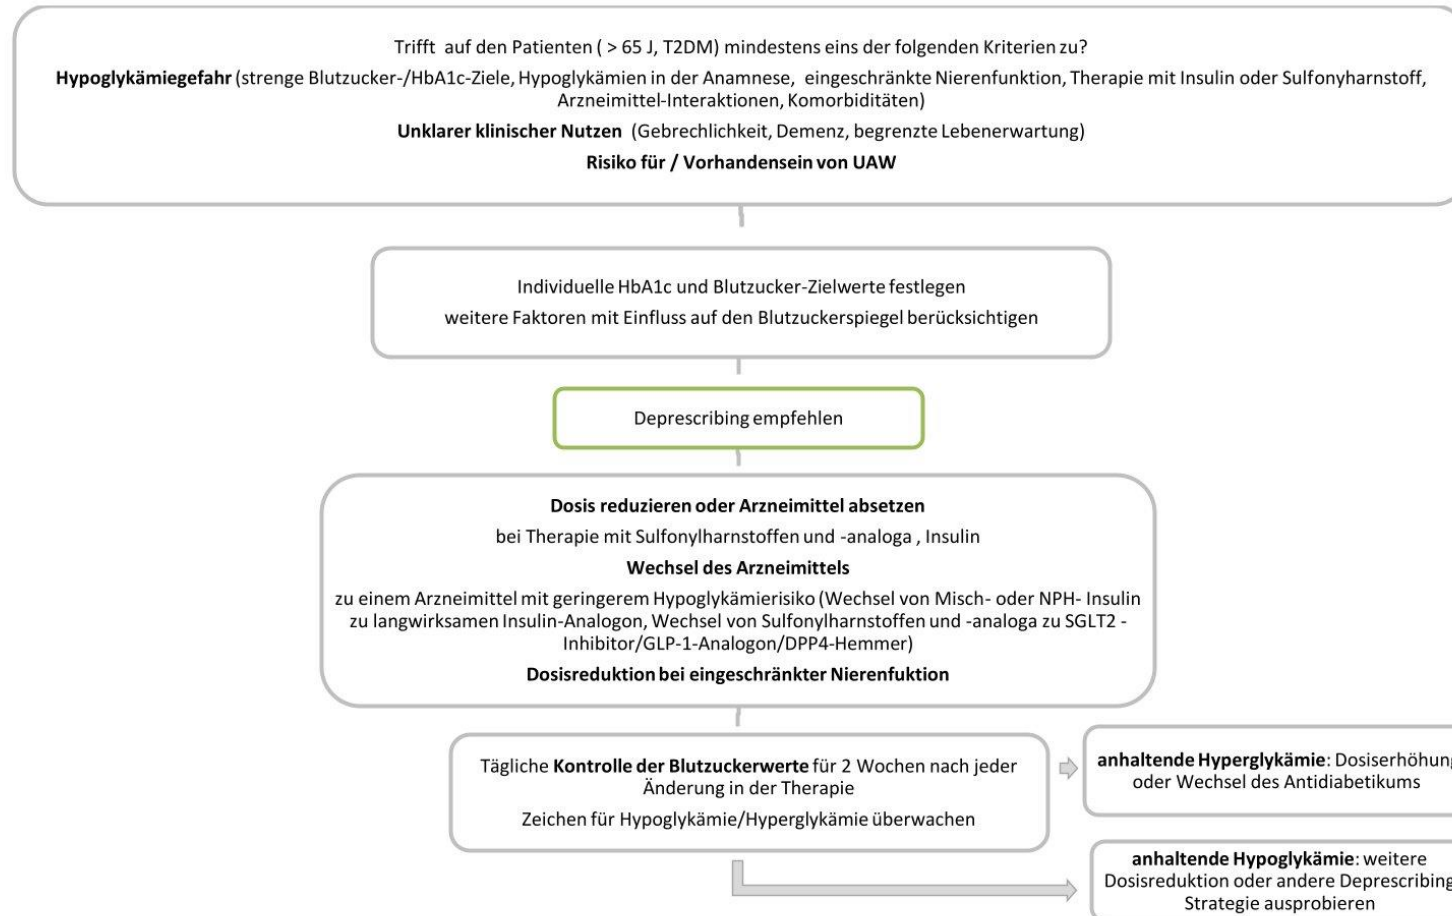 Trifft auf den Patienten ( > 65 J, T2DM) mindestens eins der folgenden Kriterien zu?
Hypoglykämiegefahr (strenge Blutzucker-/HbA1c-Ziele, Hypoglykämien in der Anamnese, eingeschränkte Nierenfunktion, Therapie mit Insulin oder Sulfonyharnstoff,
Arzneimittel-Interaktionen, Komorbiditäten)
Unklarer klinischer Nutzen (Gebrechlichkeit, Demenz, begrenzte Lebenerwartung)
Risiko für / Vorhandensein von UAW
Individuelle HbA1c und Blutzucker-Zielwerte festlegen
weitere Faktoren mit Einfluss auf den Blutzuckerspiegel berücksichtigen
Deprescribing empfehlen
Dosis reduzieren oder Arzneimittel absetzen
bei Therapie mit Sulfonylharnstoffen und -analoga , Insulin
Wechsel des Arzneimittels
zu einem Arzneimittel mit geringerem Hypoglykämierisiko (Wechsel von Misch- oder NPH- Insulin
zu langwirksamen Insulin-Analogon, Wechsel von Sulfonylharnstoffen und -analoga zu SGLT2 -
Inhibitor/GLP-1-Analogon/DPP4-Hemmer)
Dosisreduktion bei eingeschränkter Nierenfuktion
Tägliche Kontrolle der Blutzuckerwerte für 2 Wochen nach jeder
Änderung in der Therapie
Zeichen für Hypoglykämie/Hyperglykämie überwachen
anhaltende Hyperglykämie: Dosiserhöhung
oder Wechsel des Antidiabetikums
anhaltende Hypoglykämie: weitere
Dosisreduktion oder andere Deprescribing
Strategie ausprobieren